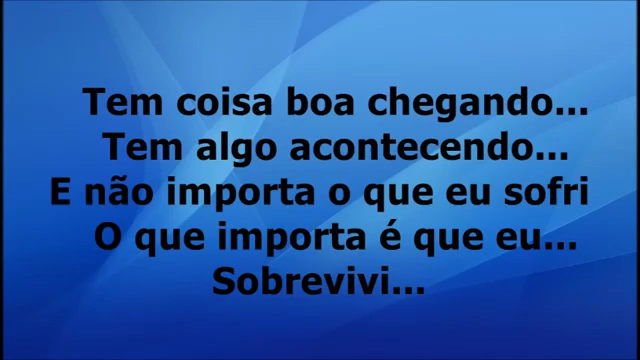 Tem coisa boa chegando...
Tem algo acontecendo...
E não importa o que eu sofri
O que importa é que eu...
Sobrevivi...